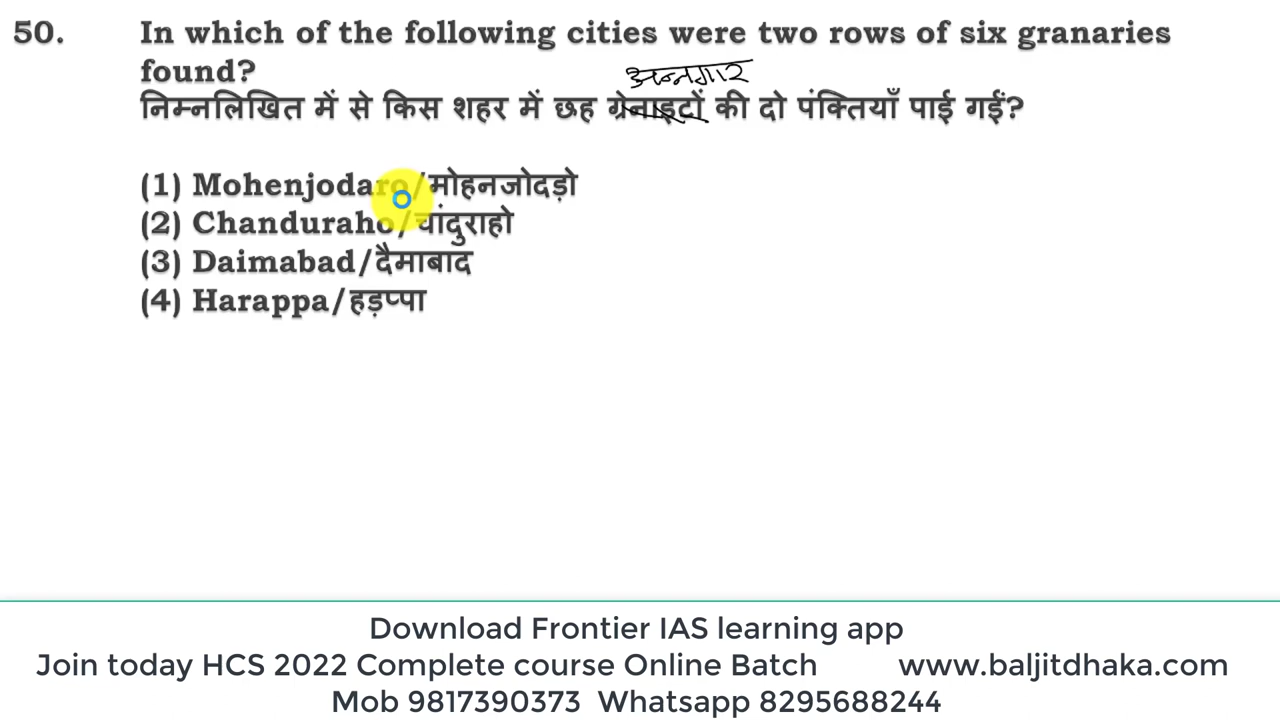 50. In which of the following cities were two rows of six granaries
found?
अन्नगार
निम्नलिखित में से किस शहर में छह ग्रेनाइटों की दो पंक्तियाँ पाई गईं?
(1) Mohenjodaro/मोहनजोदड़ो
(2) Chanduraho/चांदुराहो
(3) Daimabad/दैमाबाद
(4) Harappa/हड़प्पा
Download Frontier IAS learning app
Join today HCS 2022 Complete course Online Batch www.baljitdhaka.com
Mob 9817390373 Whatsapp 8295688244